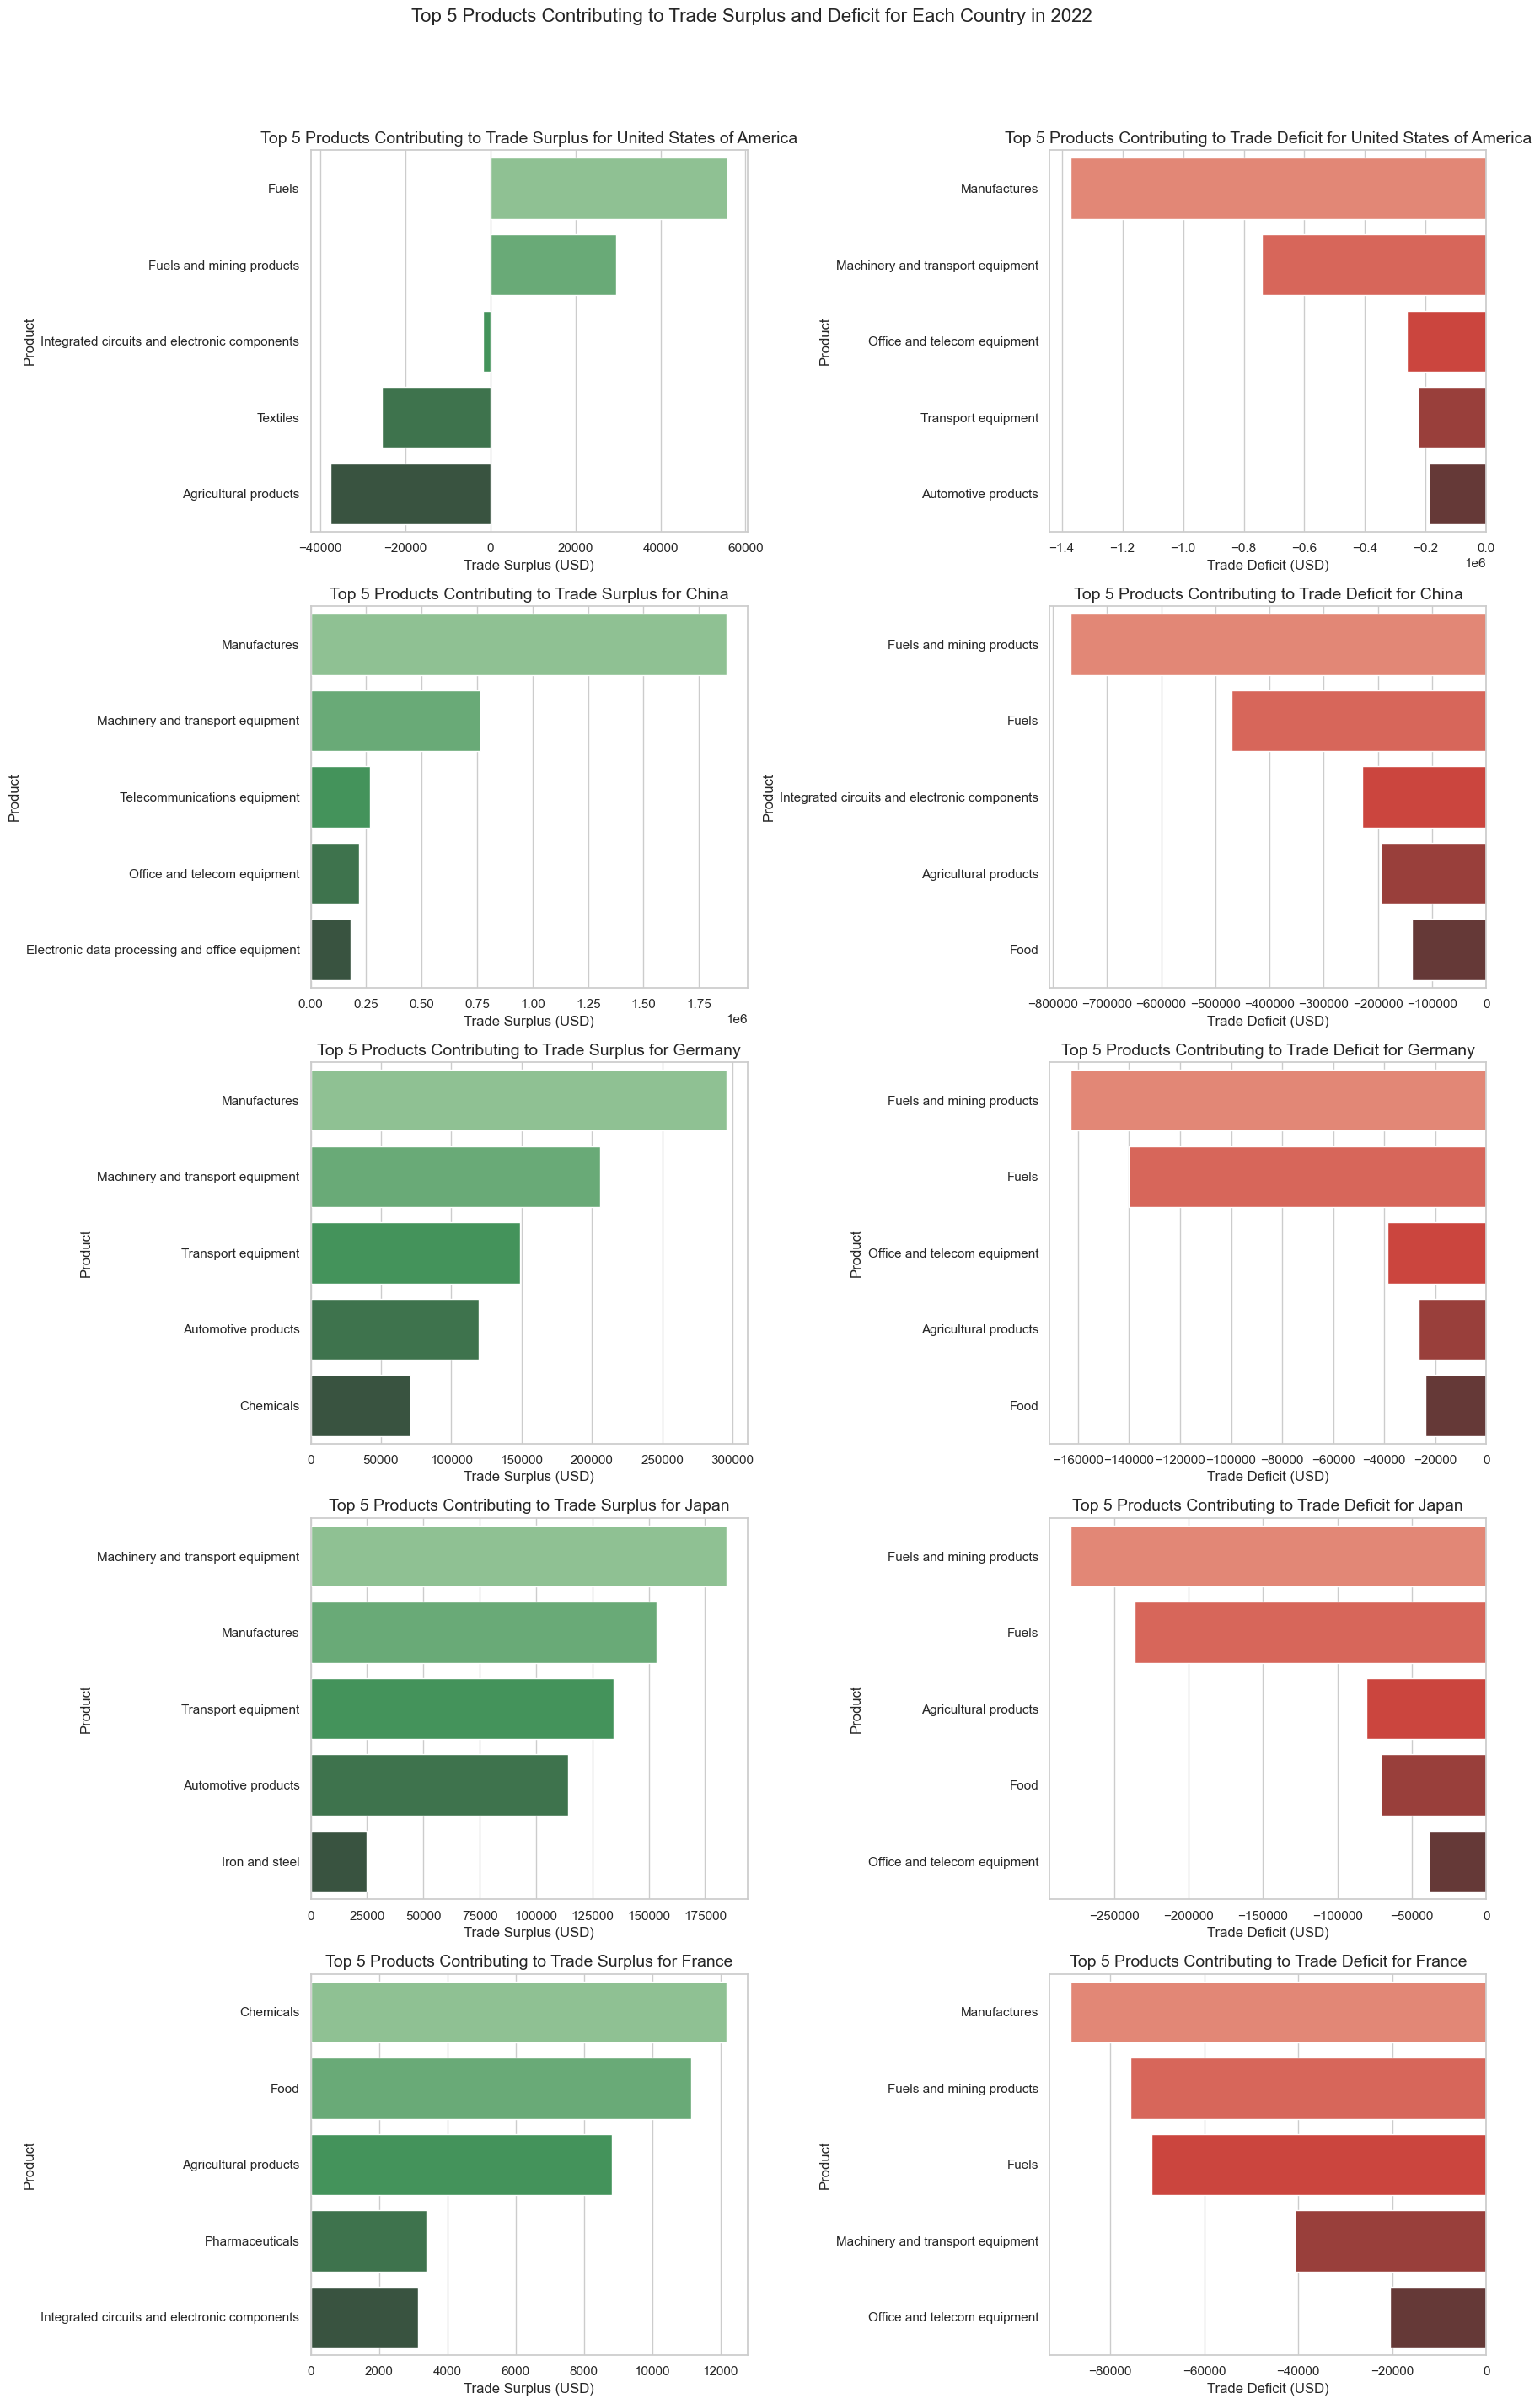 Top 5 Products Contributing to Trade Surplus and Deficit for Each Country in 2022
Top 5 Products Contributing to Trade Surplus for United States of America
Product
Fuels
Fuels and mining products
Integrated circuits and electronic components
Textiles
Agricultural products
−40000 −20000 0 20000 40000 60000
Trade Surplus (USD)
Top 5 Products Contributing to Trade Deficit for United States of America
Product
Manufactures
Machinery and transport equipment
Office and telecom equipment
Transport equipment
Automotive products
−1.4 −1.2 −1.0 −0.8 −0.6 −0.4 −0.2 0.0
1e6
Trade Deficit (USD)
Top 5 Products Contributing to Trade Surplus for China
Product
Manufactures
Machinery and transport equipment
Telecommunications equipment
Office and telecom equipment
Electronic data processing and office equipment
0.00 0.25 0.50 0.75 1.00 1.25 1.50 1.75
1e6
Trade Surplus (USD)
Top 5 Products Contributing to Trade Deficit for China
Product
Fuels and mining products
Fuels
Integrated circuits and electronic components
Agricultural products
Food
−800000 −700000 −600000 −500000 −400000 −300000 −200000 −100000 0
Trade Deficit (USD)
Top 5 Products Contributing to Trade Surplus for Germany
Product
Manufactures
Machinery and transport equipment
Transport equipment
Automotive products
Chemicals
0 50000 100000 150000 200000 250000 300000
Trade Surplus (USD)
Top 5 Products Contributing to Trade Deficit for Germany
Product
Fuels and mining products
Fuels
Office and telecom equipment
Agricultural products
Food
−160000 −140000 −120000 −100000 −80000 −60000 −40000 −20000 0
Trade Deficit (USD)
Top 5 Products Contributing to Trade Surplus for Japan
Product
Machinery and transport equipment
Manufactures
Transport equipment
Automotive products
Iron and steel
0 25000 50000 75000 100000 125000 150000 175000
Trade Surplus (USD)
Top 5 Products Contributing to Trade Deficit for Japan
Product
Fuels and mining products
Fuels
Agricultural products
Food
Office and telecom equipment
−250000 −200000 −150000 −100000 −50000 0
Trade Deficit (USD)
Top 5 Products Contributing to Trade Surplus for France
Product
Chemicals
Food
Agricultural products
Pharmaceuticals
Integrated circuits and electronic components
0 2000 4000 6000 8000 10000 12000
Trade Surplus (USD)
Top 5 Products Contributing to Trade Deficit for France
Product
Manufactures
Fuels and mining products
Fuels
Machinery and transport equipment
Office and telecom equipment
−80000 −60000 −40000 −20000 0
Trade Deficit (USD)